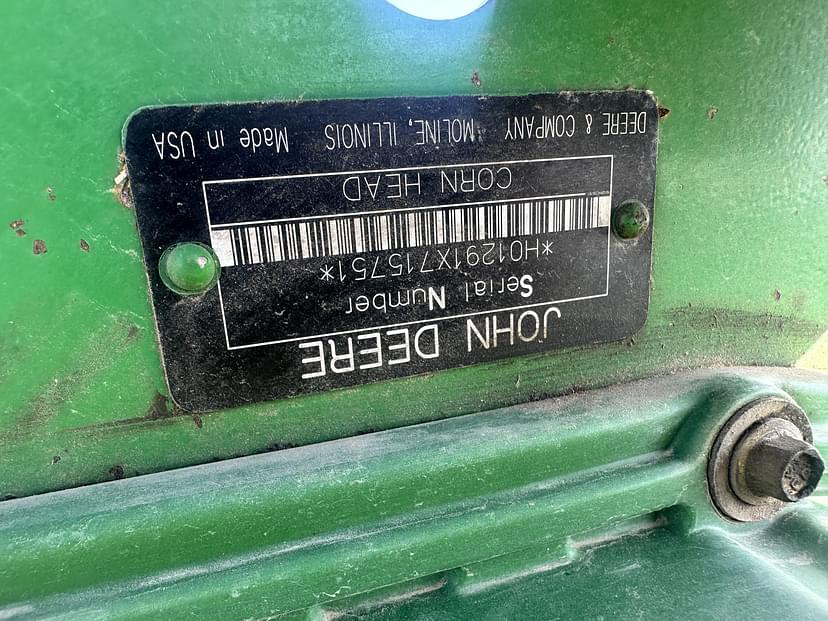 JOHN DEERE
Serial Number
*H01291X715751*
CORN HEAD
DEERE & COMPANY MOLINE, ILLINOIS Made in USA